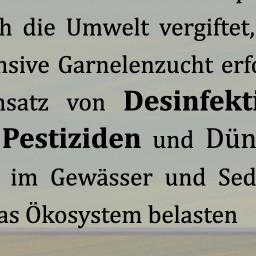 h die Umwelt vergiftet,
nsive Garnelenzucht erfo
nsatz von Desinfekti
Pestiziden und Dün
im Gewässer und Sed
as Ökosystem belasten